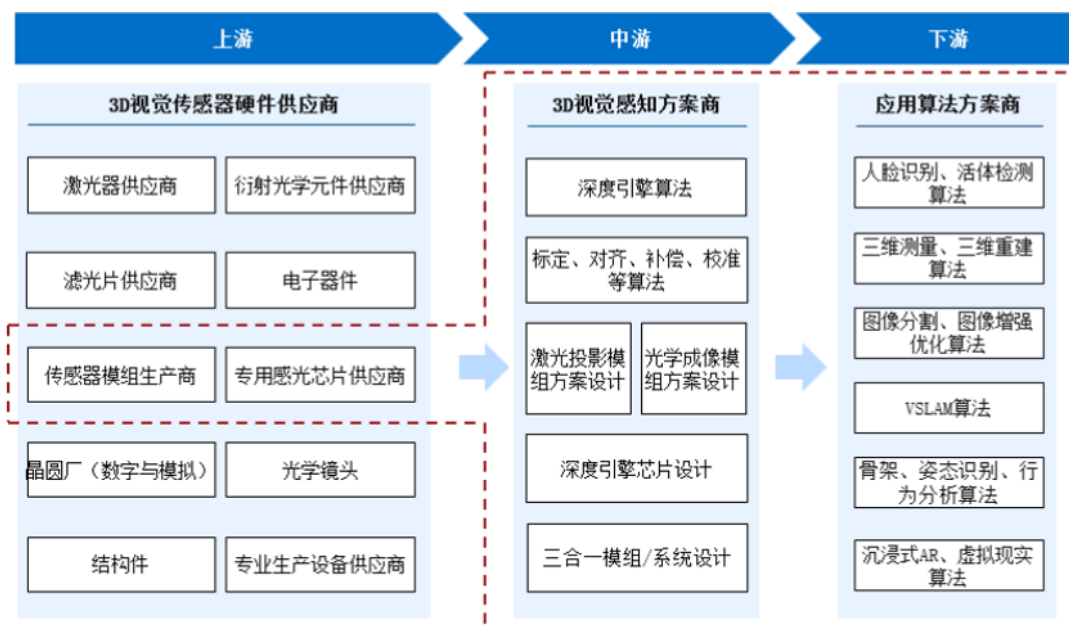 上游
中游
下游
3D视觉传感器硬件供应商
激光器供应商
衍射光学元件供应商
滤光片供应商
电子器件
传感器模组生产商
专用感光芯片供应商
晶圆厂（数字与模拟）
光学镜头
结构件
专业生产设备供应商
3D视觉感知方案商
深度引擎算法
标定、对齐、补偿、校准
等算法
激光投影模
组方案设计
光学成像模
组方案设计
深度引擎芯片设计
三合一模组/系统设计
应用算法方案商
人脸识别、活体检测
算法
三维测量、三维重建
算法
图像分割、图像增强
优化算法
VSLAM算法
骨架、姿态识别、行
为分析算法
沉浸式AR、虚拟现实
算法